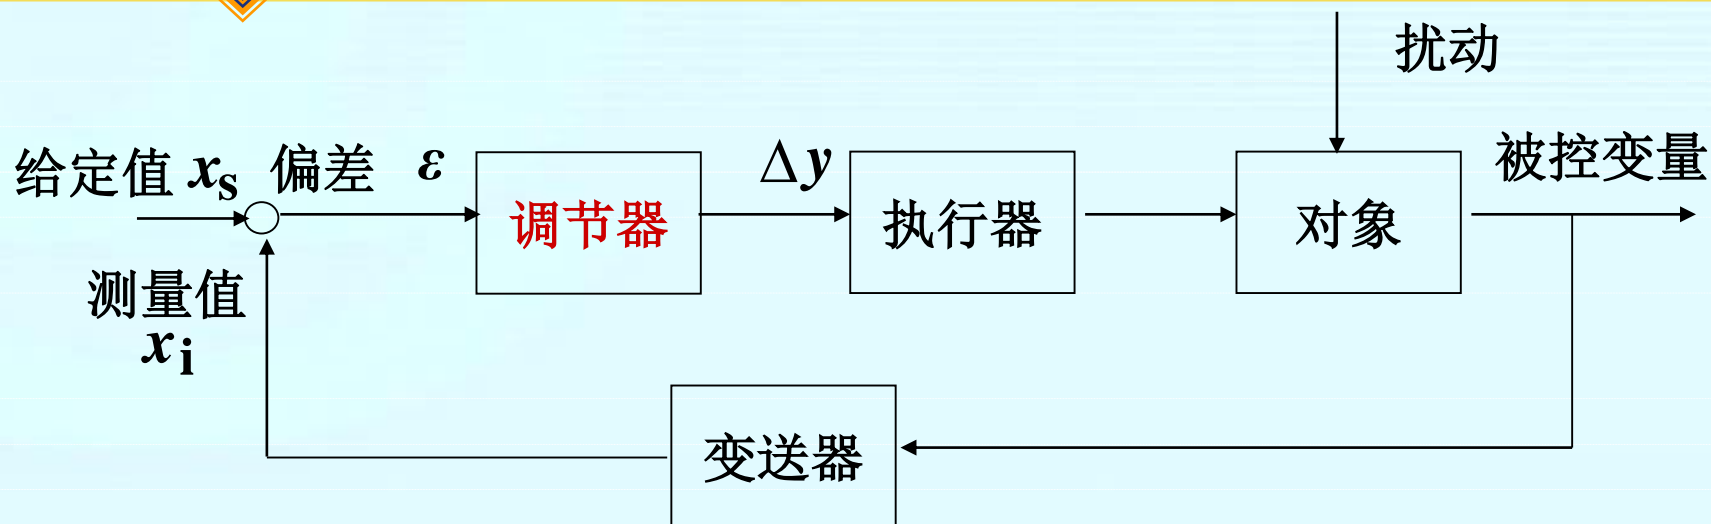 扰动
给定值 xs 偏差 ε
Δy
被控变量
调节器
执行器
对象
测量值
xi
变送器